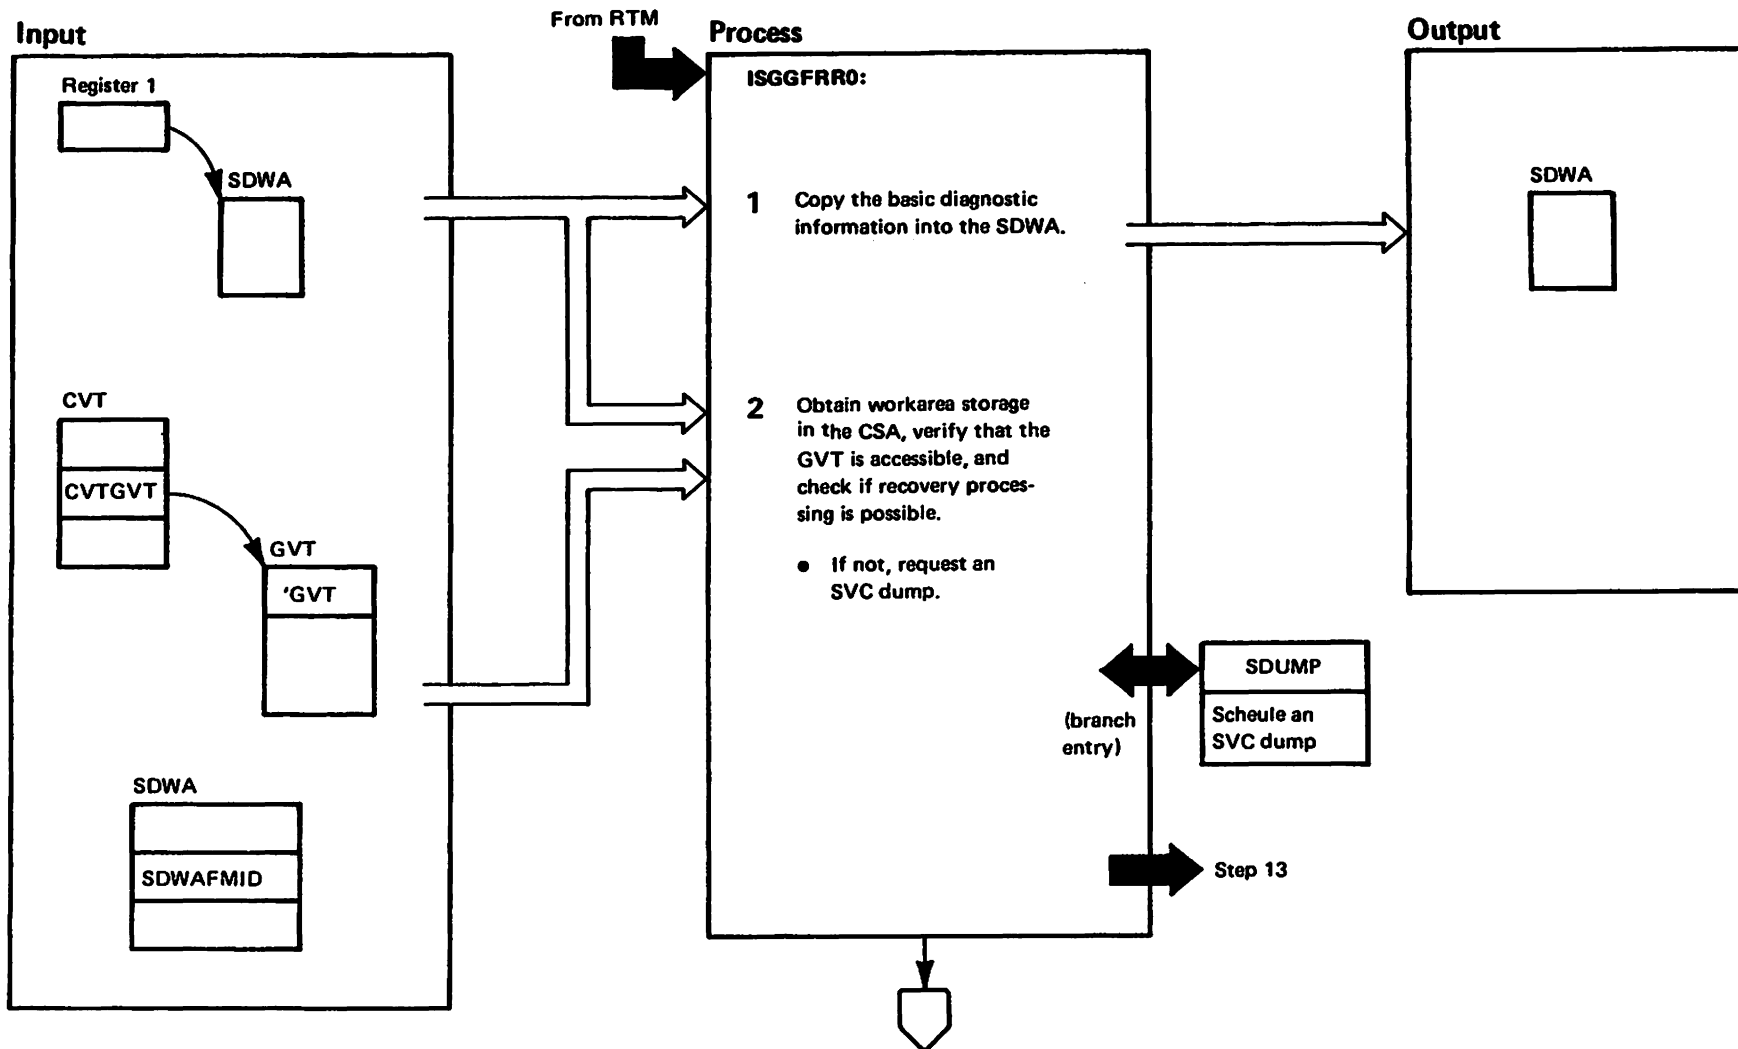 Input
Register 1
SDWA
CVT
CVTGVT
GVT
'GVT
SDWA
SDWAFMID
From RTM
Process
ISGGFRR0:
1 Copy the basic diagnostic
information into the SDWA.
2 Obtain workarea storage
in the CSA, verify that the
GVT is accessible, and
check if recovery proces-
sing is possible.
● If not, request an
SVC dump.
(branch
entry)
SDUMP
Scheule an
SVC dump
Step 13
Output
SDWA